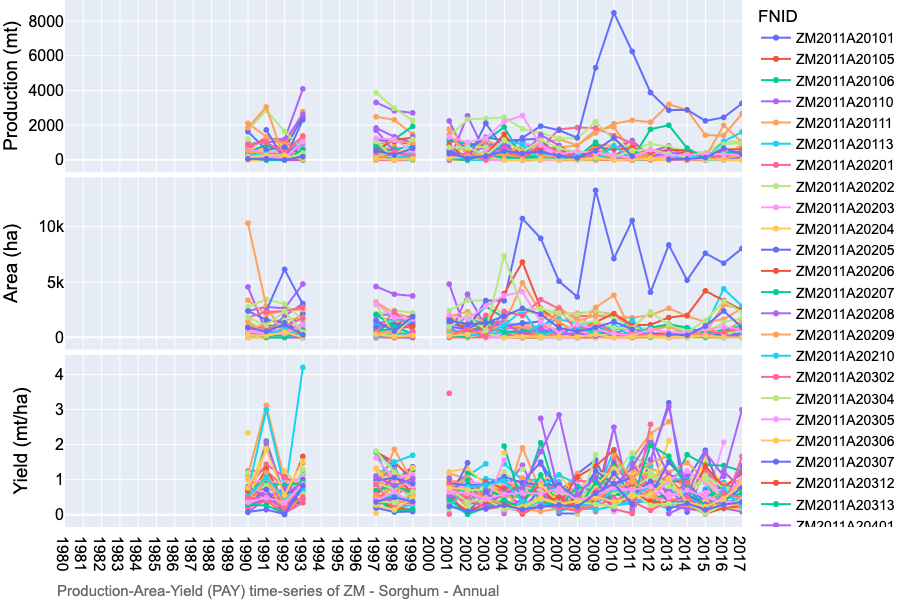 FNID
Production (mt)
8000
6000
4000
2000
0
Area (ha)
10k
5k
0
Yield (mt/ha)
4
3
2
1
0
1980
1981
1982
1983
1984
1985
1986
1987
1988
1989
1990
1991
1992
1993
1994
1995
1996
1997
1998
1999
2000
2001
2002
2003
2004
2005
2006
2007
2008
2009
2010
2011
2012
2013
2014
2015
2016
2017
ZM2011A20101
ZM2011A20105
ZM2011A20106
ZM2011A20110
ZM2011A20111
ZM2011A20113
ZM2011A20201
ZM2011A20202
ZM2011A20203
ZM2011A20204
ZM2011A20205
ZM2011A20206
ZM2011A20207
ZM2011A20208
ZM2011A20209
ZM2011A20210
ZM2011A20302
ZM2011A20304
ZM2011A20305
ZM2011A20306
ZM2011A20307
ZM2011A20312
ZM2011A20313
ZM2011A20401
Production-Area-Yield (PAY) time-series of ZM - Sorghum - Annual